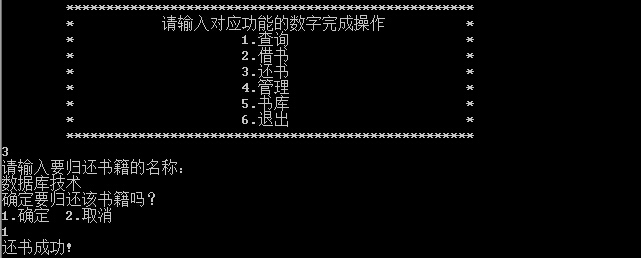 ***************************************************
* 请输入对应功能的数字完成操作 *
* 1.查询 *
* 2.借书 *
* 3.还书 *
* 4.管理 *
* 5.书库 *
* 6.退出 *
***************************************************
3
请输入要归还书籍的名称:
数据库技术
确定要归还该书籍吗？
1.确定 2.取消
1
还书成功!